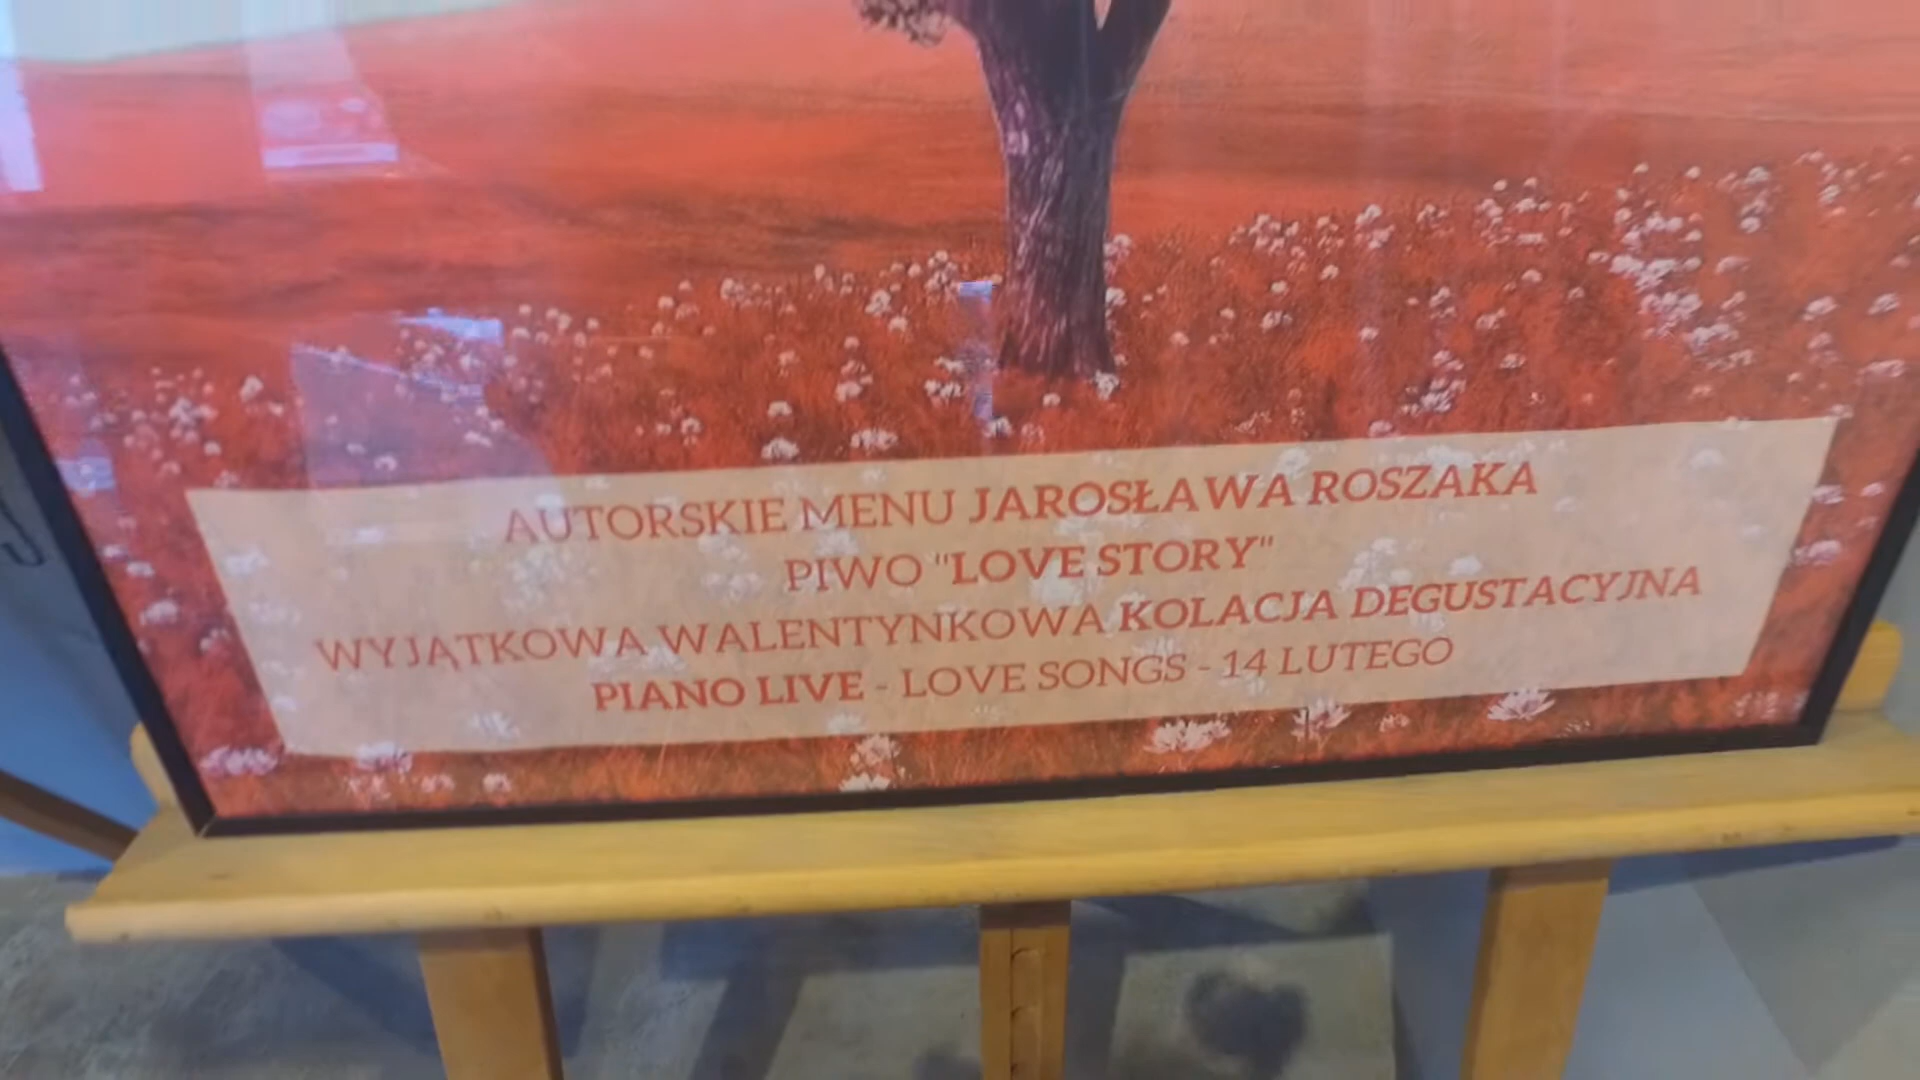 AUTORSKIE MENU JAROSŁAWA ROSZAKA
PIWO "LOVE STORY"
WYJĄTKOWA WALENTYNKOWA KOLACJA DEGUSTACYJNA
PIANO LIVE - LOVE SONGS - 14 LUTEGO